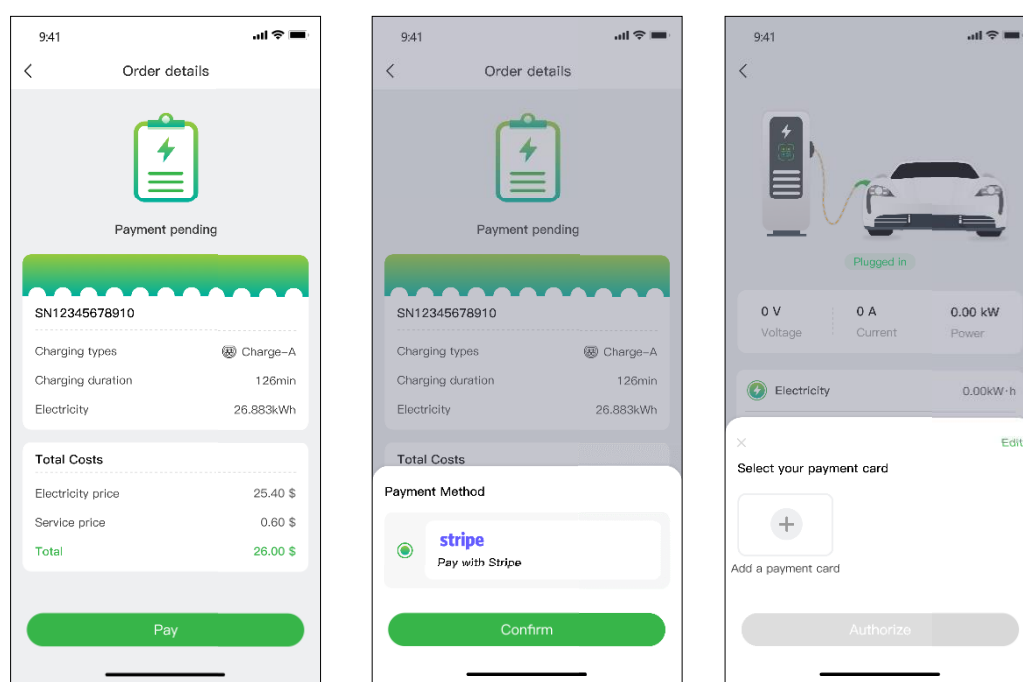 9:41
Order details
Payment pending
SN12345678910
Charging types Charge-A
Charging duration 126min
Electricity 26.883kWh
Total Costs
Electricity price 25.40 $
Service price 0.60 $
Total 26.00 $
Pay
9:41
Order details
Payment pending
SN12345678910
Charging types Charge-A
Charging duration 126min
Electricity 26.883kWh
Total Costs
Payment Method
stripe
Pay with Stripe
Confirm
9:41
Plugged in
0 V 0 A 0.00 kW
Voltage Current Power
Electricity 0.00kW·h
Edit
Select your payment card
Add a payment card
Authorize